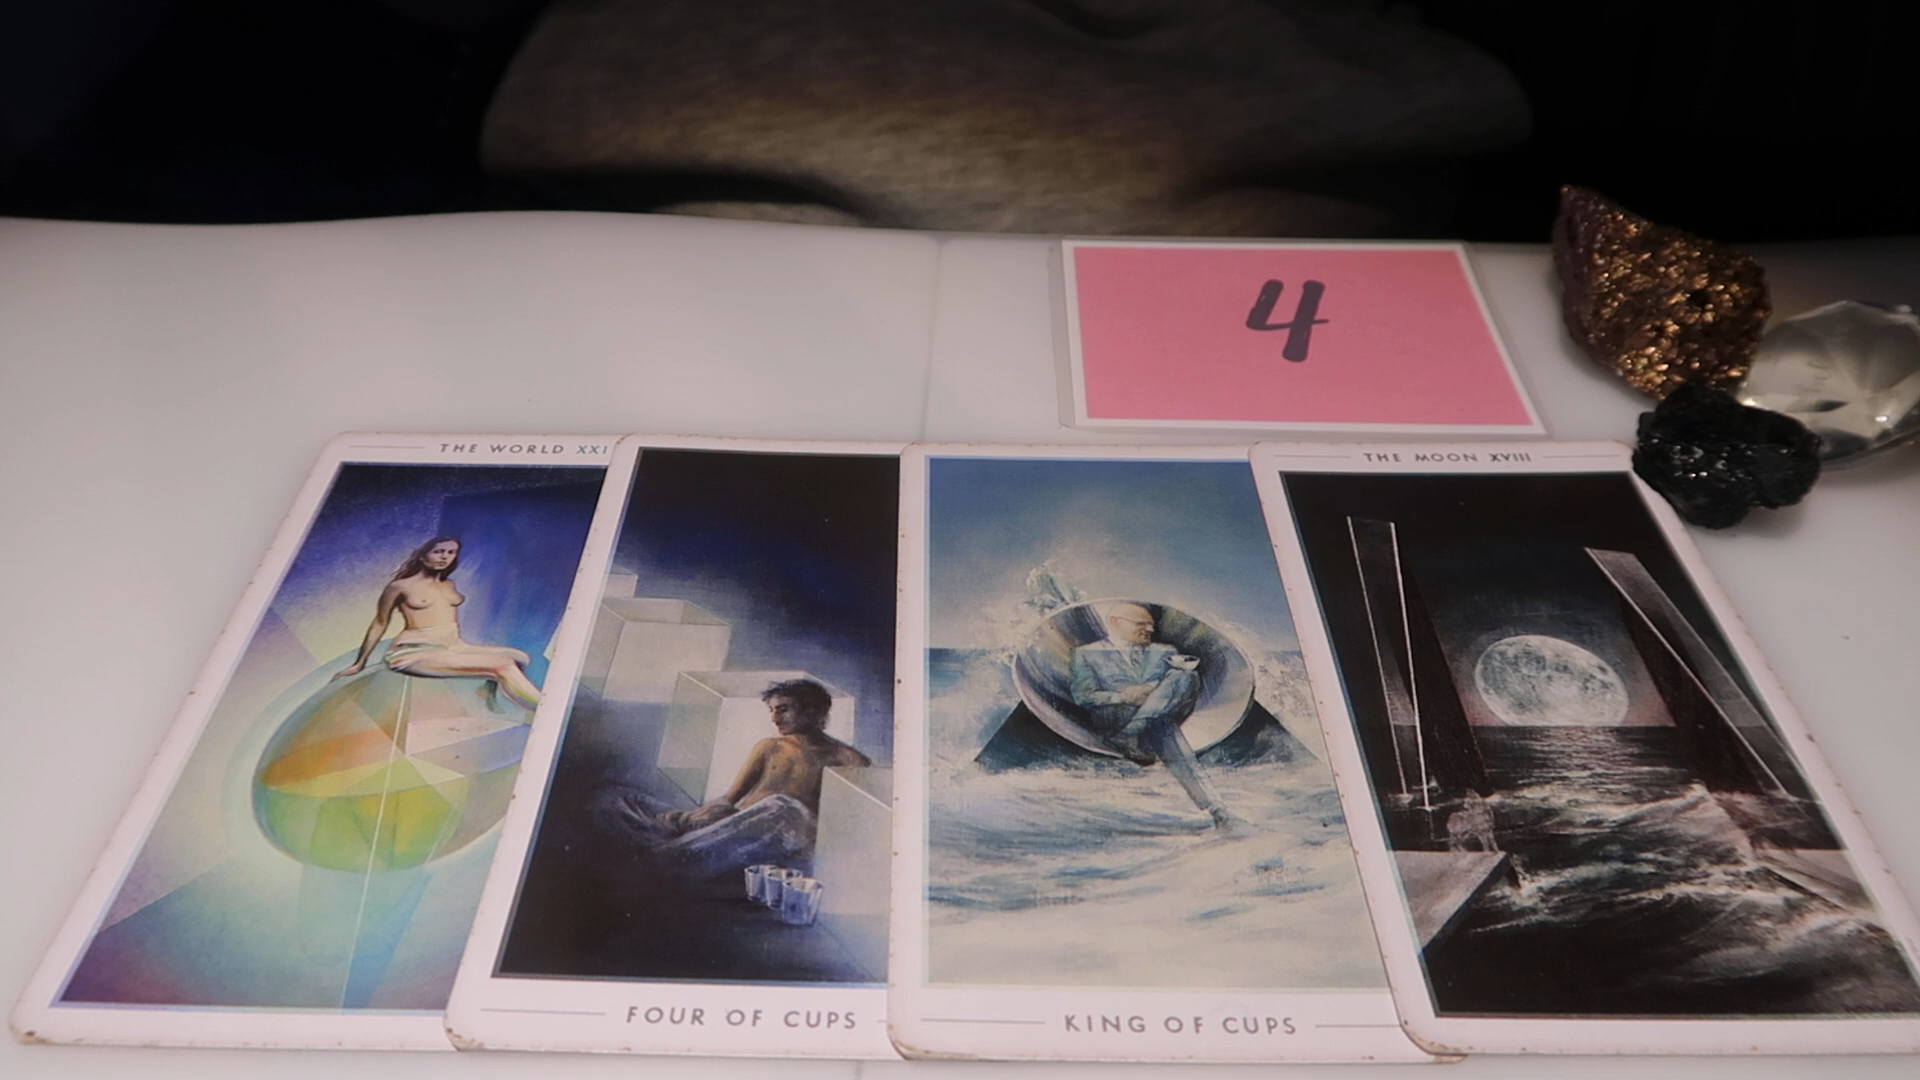 4
THE WORLD XXI
THE MOON XVIII
FOUR OF CUPS
KING OF CUPS